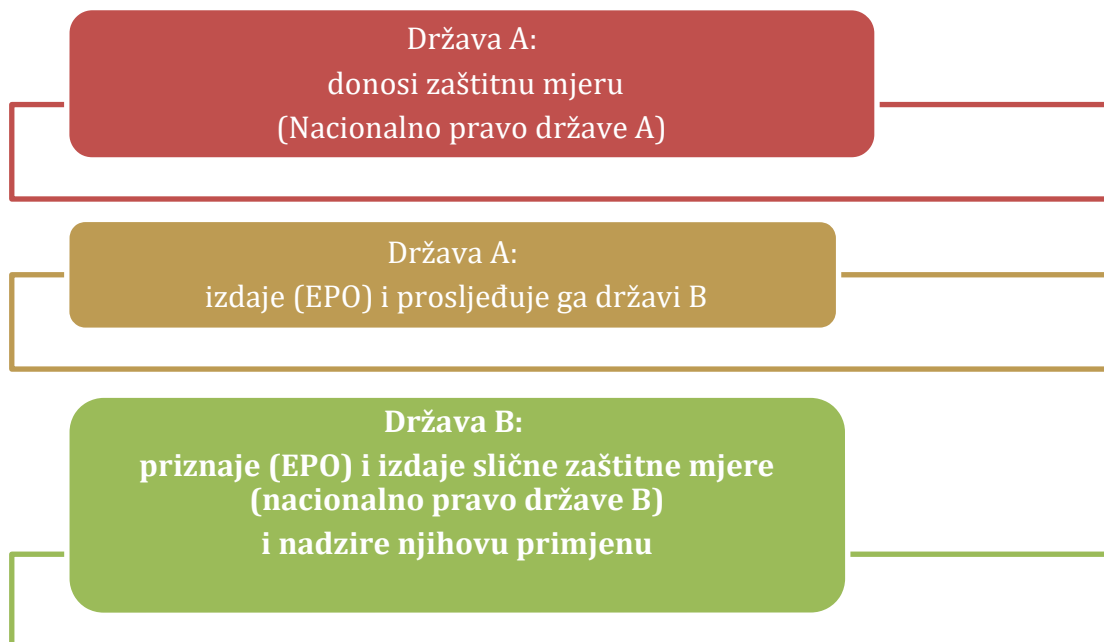 Država A:
donosi zaštitnu mjeru
(Nacionalno pravo države A)
Država A:
izdaje (EPO) i prosljeđuje ga državi B
Država B:
priznaje (EPO) i izdaje slične zaštitne mjere
(nacionalno pravo države B)
i nadzire njihovu primjenu